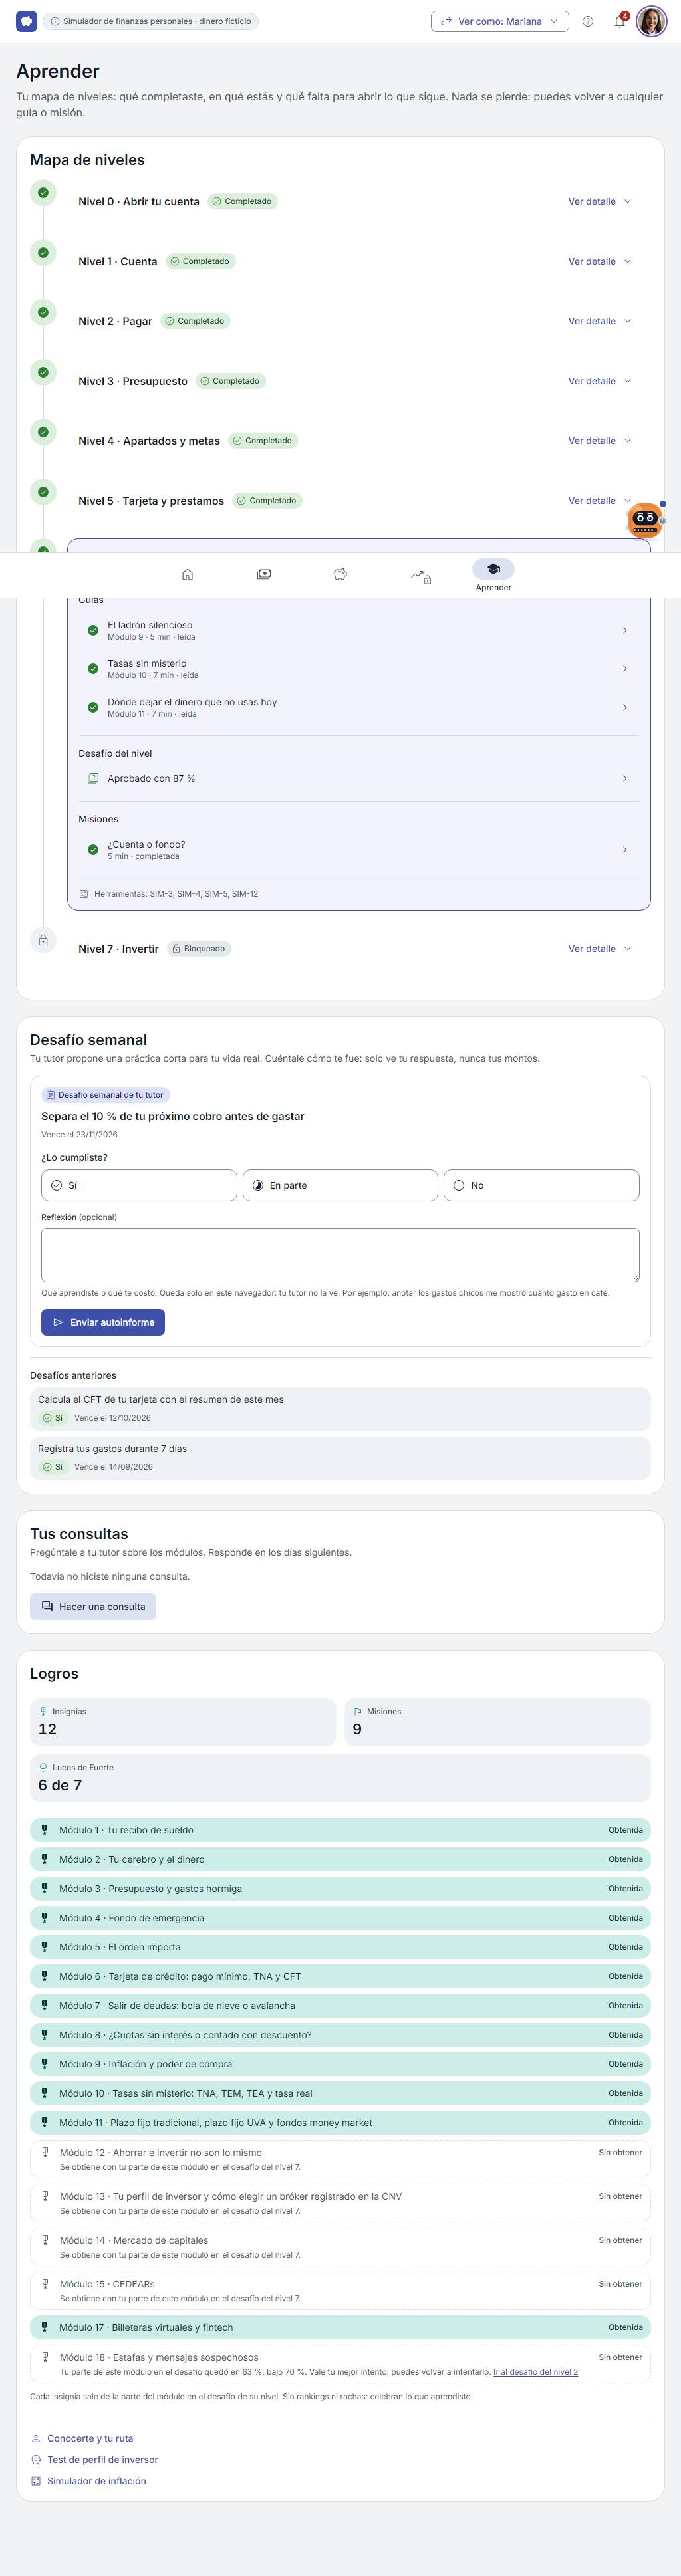 Simulador de finanzas personales · dinero ficticio
Ver como: Mariana
4
Aprender
Tu mapa de niveles: qué completaste, en qué estás y qué falta para abrir lo que sigue. Nada se pierde: puedes volver a cualquier
guía o misión.
Mapa de niveles
Nivel 0 · Abrir tu cuenta
Completado
Ver detalle
Nivel 1 · Cuenta
Completado
Ver detalle
Nivel 2 · Pagar
Completado
Ver detalle
Nivel 3 · Presupuesto
Completado
Ver detalle
Nivel 4 · Apartados y metas
Completado
Ver detalle
Nivel 5 · Tarjeta y préstamos
Completado
Ver detalle
Aprender
Guías
El ladrón silencioso
Módulo 9 · 5 min · leída
Tasas sin misterio
Módulo 10 · 7 min · leída
Dónde dejar el dinero que no usas hoy
Módulo 11 · 7 min · leída
Desafío del nivel
Aprobado con 87 %
Misiones
¿Cuenta o fondo?
5 min · completada
Herramientas: SIM-3, SIM-4, SIM-5, SIM-12
Nivel 7 · Invertir
Bloqueado
Ver detalle
Desafío semanal
Tu tutor propone una práctica corta para tu vida real. Cuéntale cómo te fue: solo ve tu respuesta, nunca tus montos.
Desafío semanal de tu tutor
Separa el 10 % de tu próximo cobro antes de gastar
Vence el 23/11/2026
¿Lo cumpliste?
Sí
En parte
No
Reflexión (opcional)
Qué aprendiste o qué te costó. Queda solo en este navegador: tu tutor no la ve. Por ejemplo: anotar los gastos chicos me mostró cuánto gasto en café.
Enviar autoinforme
Desafíos anteriores
Calcula el CFT de tu tarjeta con el resumen de este mes
Sí
Vence el 12/10/2026
Registra tus gastos durante 7 días
Sí
Vence el 14/09/2026
Tus consultas
Pregúntale a tu tutor sobre los módulos. Responde en los días siguientes.
Todavía no hiciste ninguna consulta.
Hacer una consulta
Logros
Insignias
12
Misiones
9
Luces de Fuerte
6 de 7
Módulo 1 · Tu recibo de sueldo
Obtenida
Módulo 2 · Tu cerebro y el dinero
Obtenida
Módulo 3 · Presupuesto y gastos hormiga
Obtenida
Módulo 4 · Fondo de emergencia
Obtenida
Módulo 5 · El orden importa
Obtenida
Módulo 6 · Tarjeta de crédito: pago mínimo, TNA y CFT
Obtenida
Módulo 7 · Salir de deudas: bola de nieve o avalancha
Obtenida
Módulo 8 · ¿Cuotas sin interés o contado con descuento?
Obtenida
Módulo 9 · Inflación y poder de compra
Obtenida
Módulo 10 · Tasas sin misterio: TNA, TEM, TEA y tasa real
Obtenida
Módulo 11 · Plazo fijo tradicional, plazo fijo UVA y fondos money market
Obtenida
Módulo 12 · Ahorrar e invertir no son lo mismo
Sin obtener
Se obtiene con tu parte de este módulo en el desafío del nivel 7.
Módulo 13 · Tu perfil de inversor y cómo elegir un bróker registrado en la CNV
Sin obtener
Se obtiene con tu parte de este módulo en el desafío del nivel 7.
Módulo 14 · Mercado de capitales
Sin obtener
Se obtiene con tu parte de este módulo en el desafío del nivel 7.
Módulo 15 · CEDEARs
Sin obtener
Se obtiene con tu parte de este módulo en el desafío del nivel 7.
Módulo 17 · Billeteras virtuales y fintech
Obtenida
Módulo 18 · Estafas y mensajes sospechosos
Sin obtener
Tu parte de este módulo en el desafío quedó en 63 %, bajo 70 %. Vale tu mejor intento: puedes volver a intentarlo. Ir al desafío del nivel 2
Cada insignia sale de la parte del módulo en el desafío de su nivel. Sin rankings ni rachas: celebran lo que aprendiste.
Conocerte y tu ruta
Test de perfil de inversor
Simulador de inflación